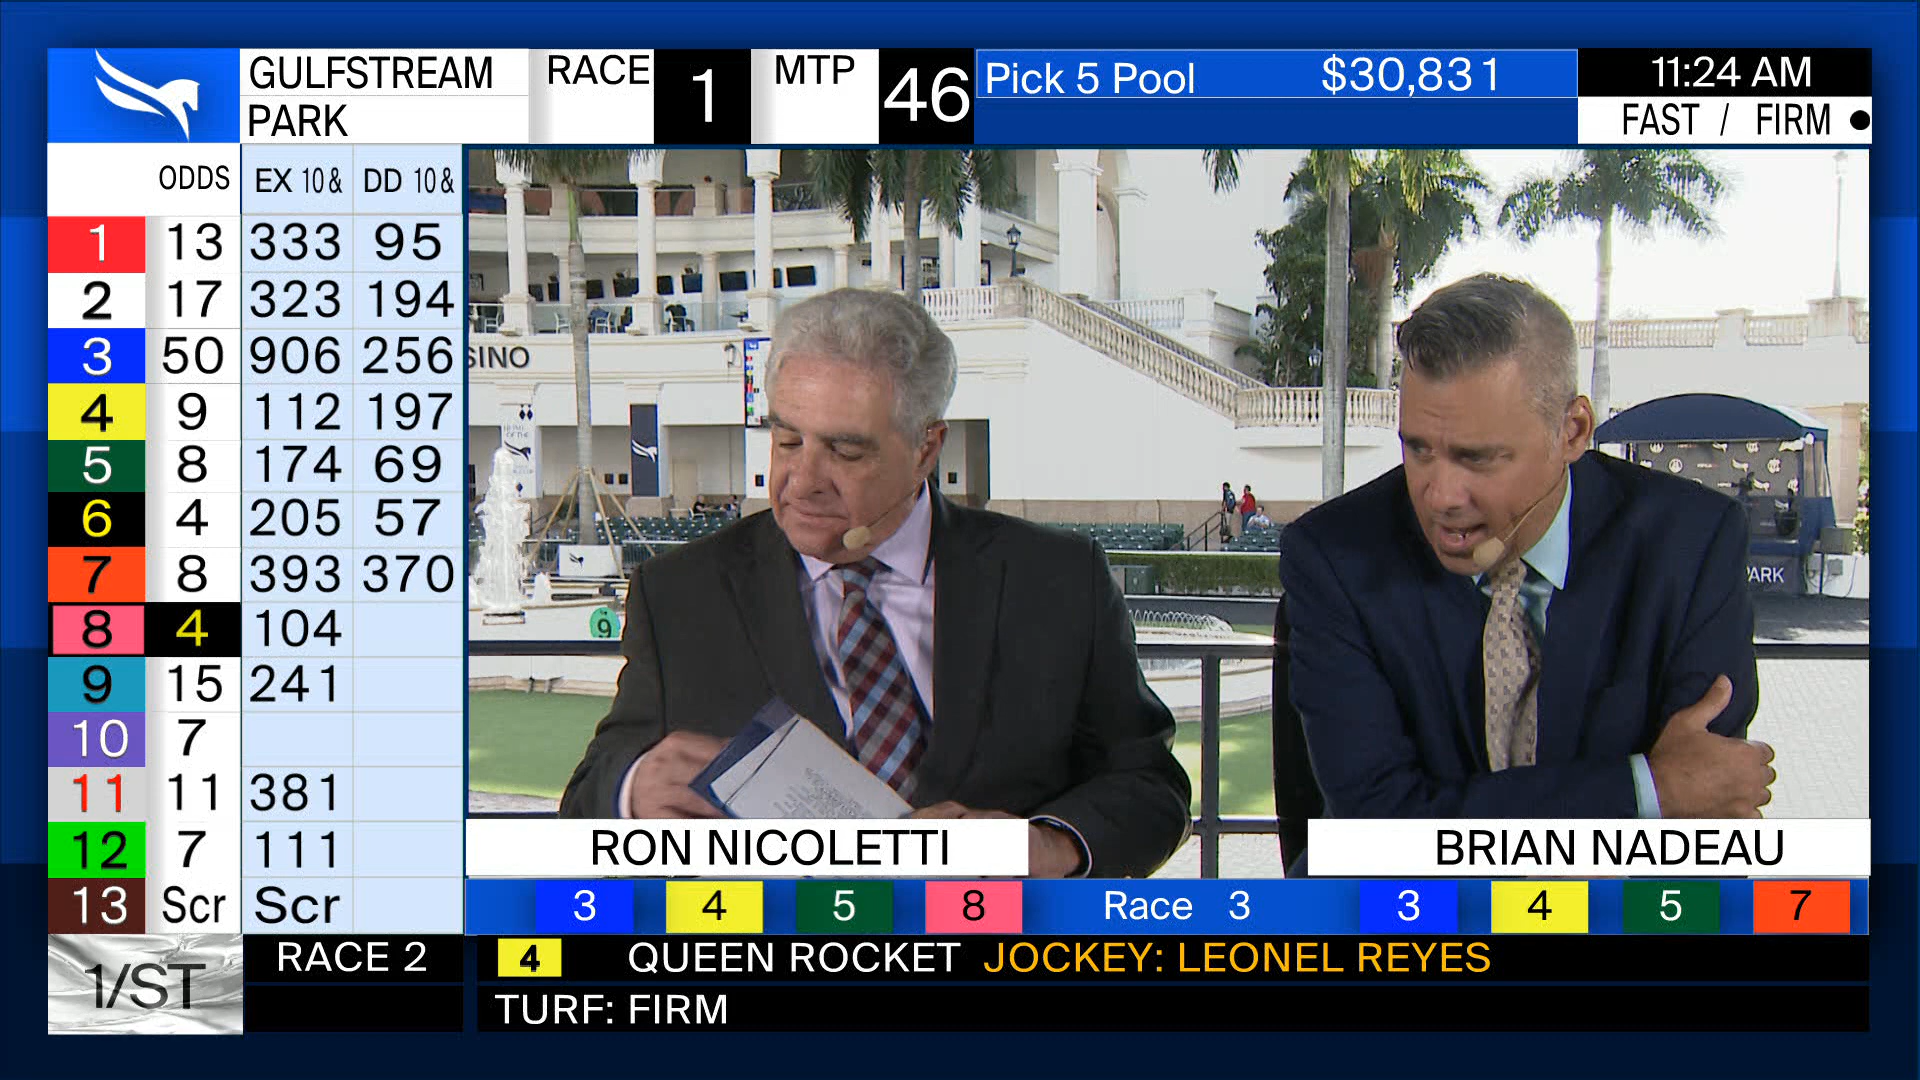 GULFSTREAM PARK
RACE 1 MTP 46
Pick 5 Pool $30,831
11:24 AM
FAST / FIRM
ODDS EX 10& DD 10&
1 13 333 95
2 17 323 194
3 50 906 256
4 9 112 197
5 8 174 69
6 4 205 57
7 8 393 370
8 4 104
9 15 241
10 7
11 11 381
12 7 111
13 Scr Scr
SINO
9
PARK
RON NICOLETTI
BRIAN NADEAU
3 4 5 8 Race 3 3 4 5 7
1/ST
RACE 2
4 QUEEN ROCKET JOCKEY: LEONEL REYES
TURF: FIRM